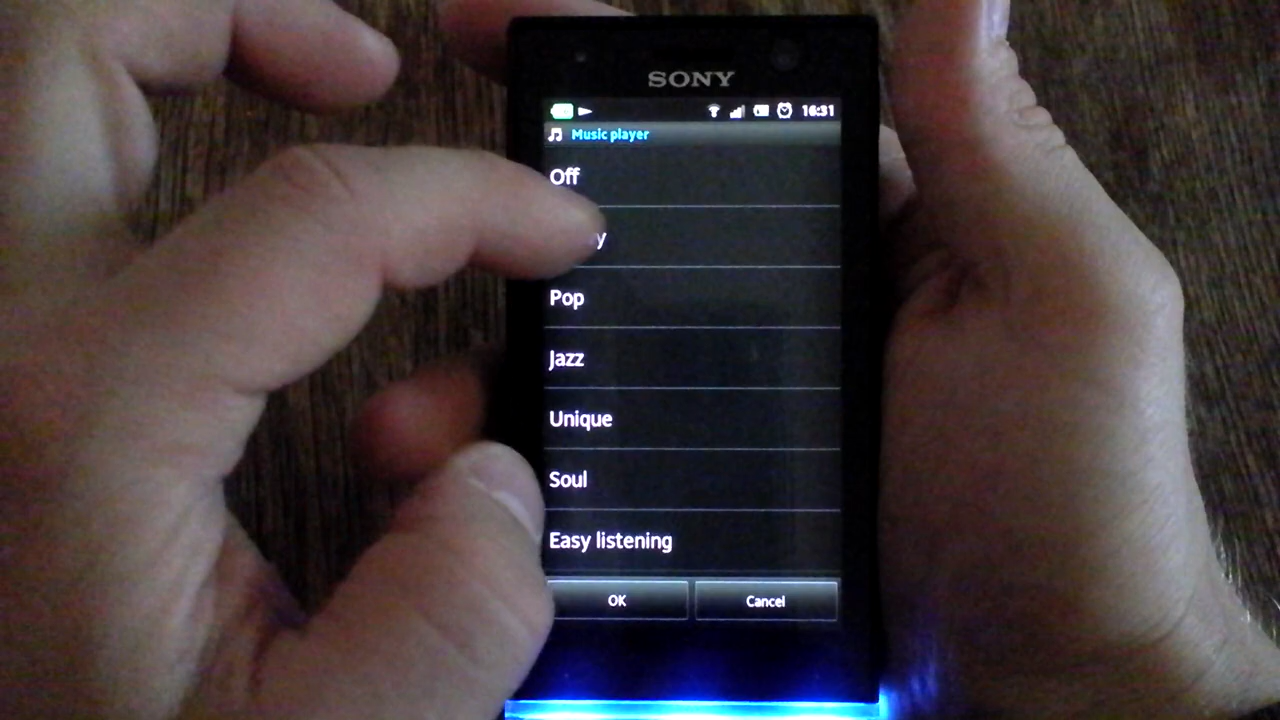 SONY
16:31
Music player
Off
Pop
Jazz
Unique
Soul
Easy listening
OK Cancel